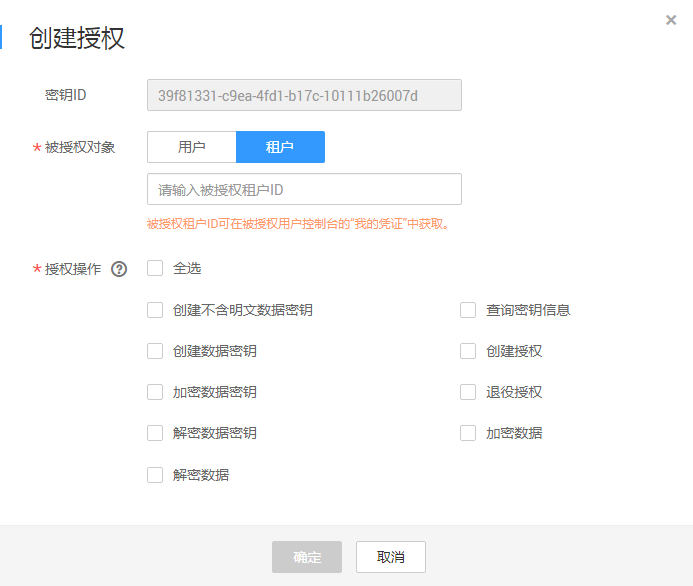 创建授权
密钥ID 39f81331-c9ea-4fd1-b17c-10111b26007d
* 被授权对象 用户 租户
请输入被授权租户ID
被授权租户ID可在被授权用户控制台的“我的凭证”中获取。
* 授权操作 ? 全选
创建不含明文数据密钥 查询密钥信息
创建数据密钥 创建授权
加密数据密钥 退役授权
解密数据密钥 加密数据
解密数据
确定 取消